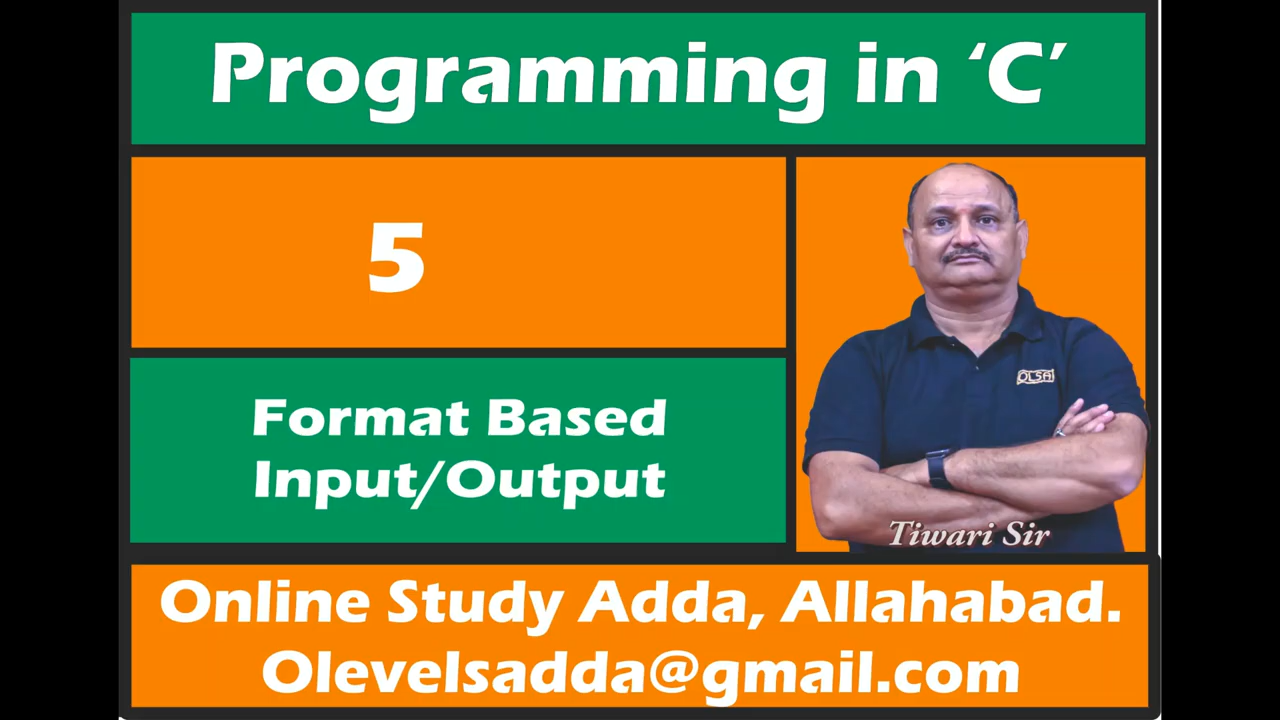 Programming in ‘C’
5
Format Based
Input/Output
OLSA
Tiwari Sir
Online Study Adda, Allahabad.
Olevelsadda@gmail.com